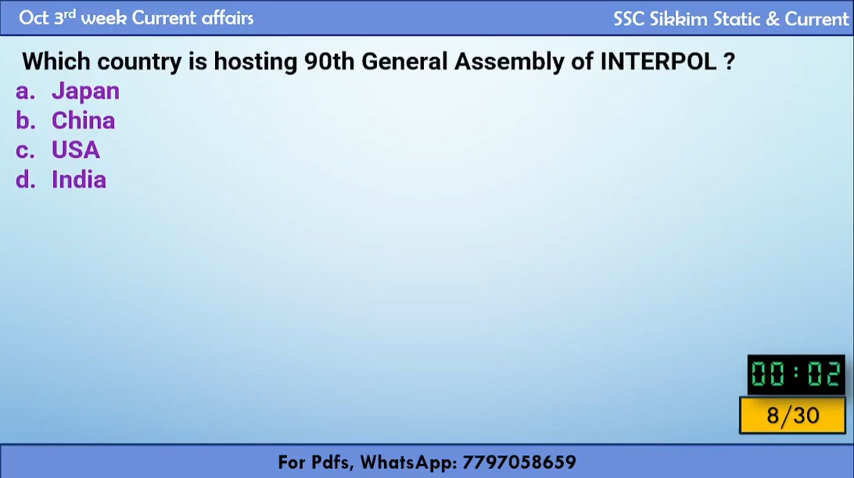 Oct 3rd week Current affairs
SSC Sikkim Static & Current
Which country is hosting 90th General Assembly of INTERPOL ?
a. Japan
b. China
c. USA
d. India
00:02
8/30
For Pdfs, WhatsApp: 7797058659